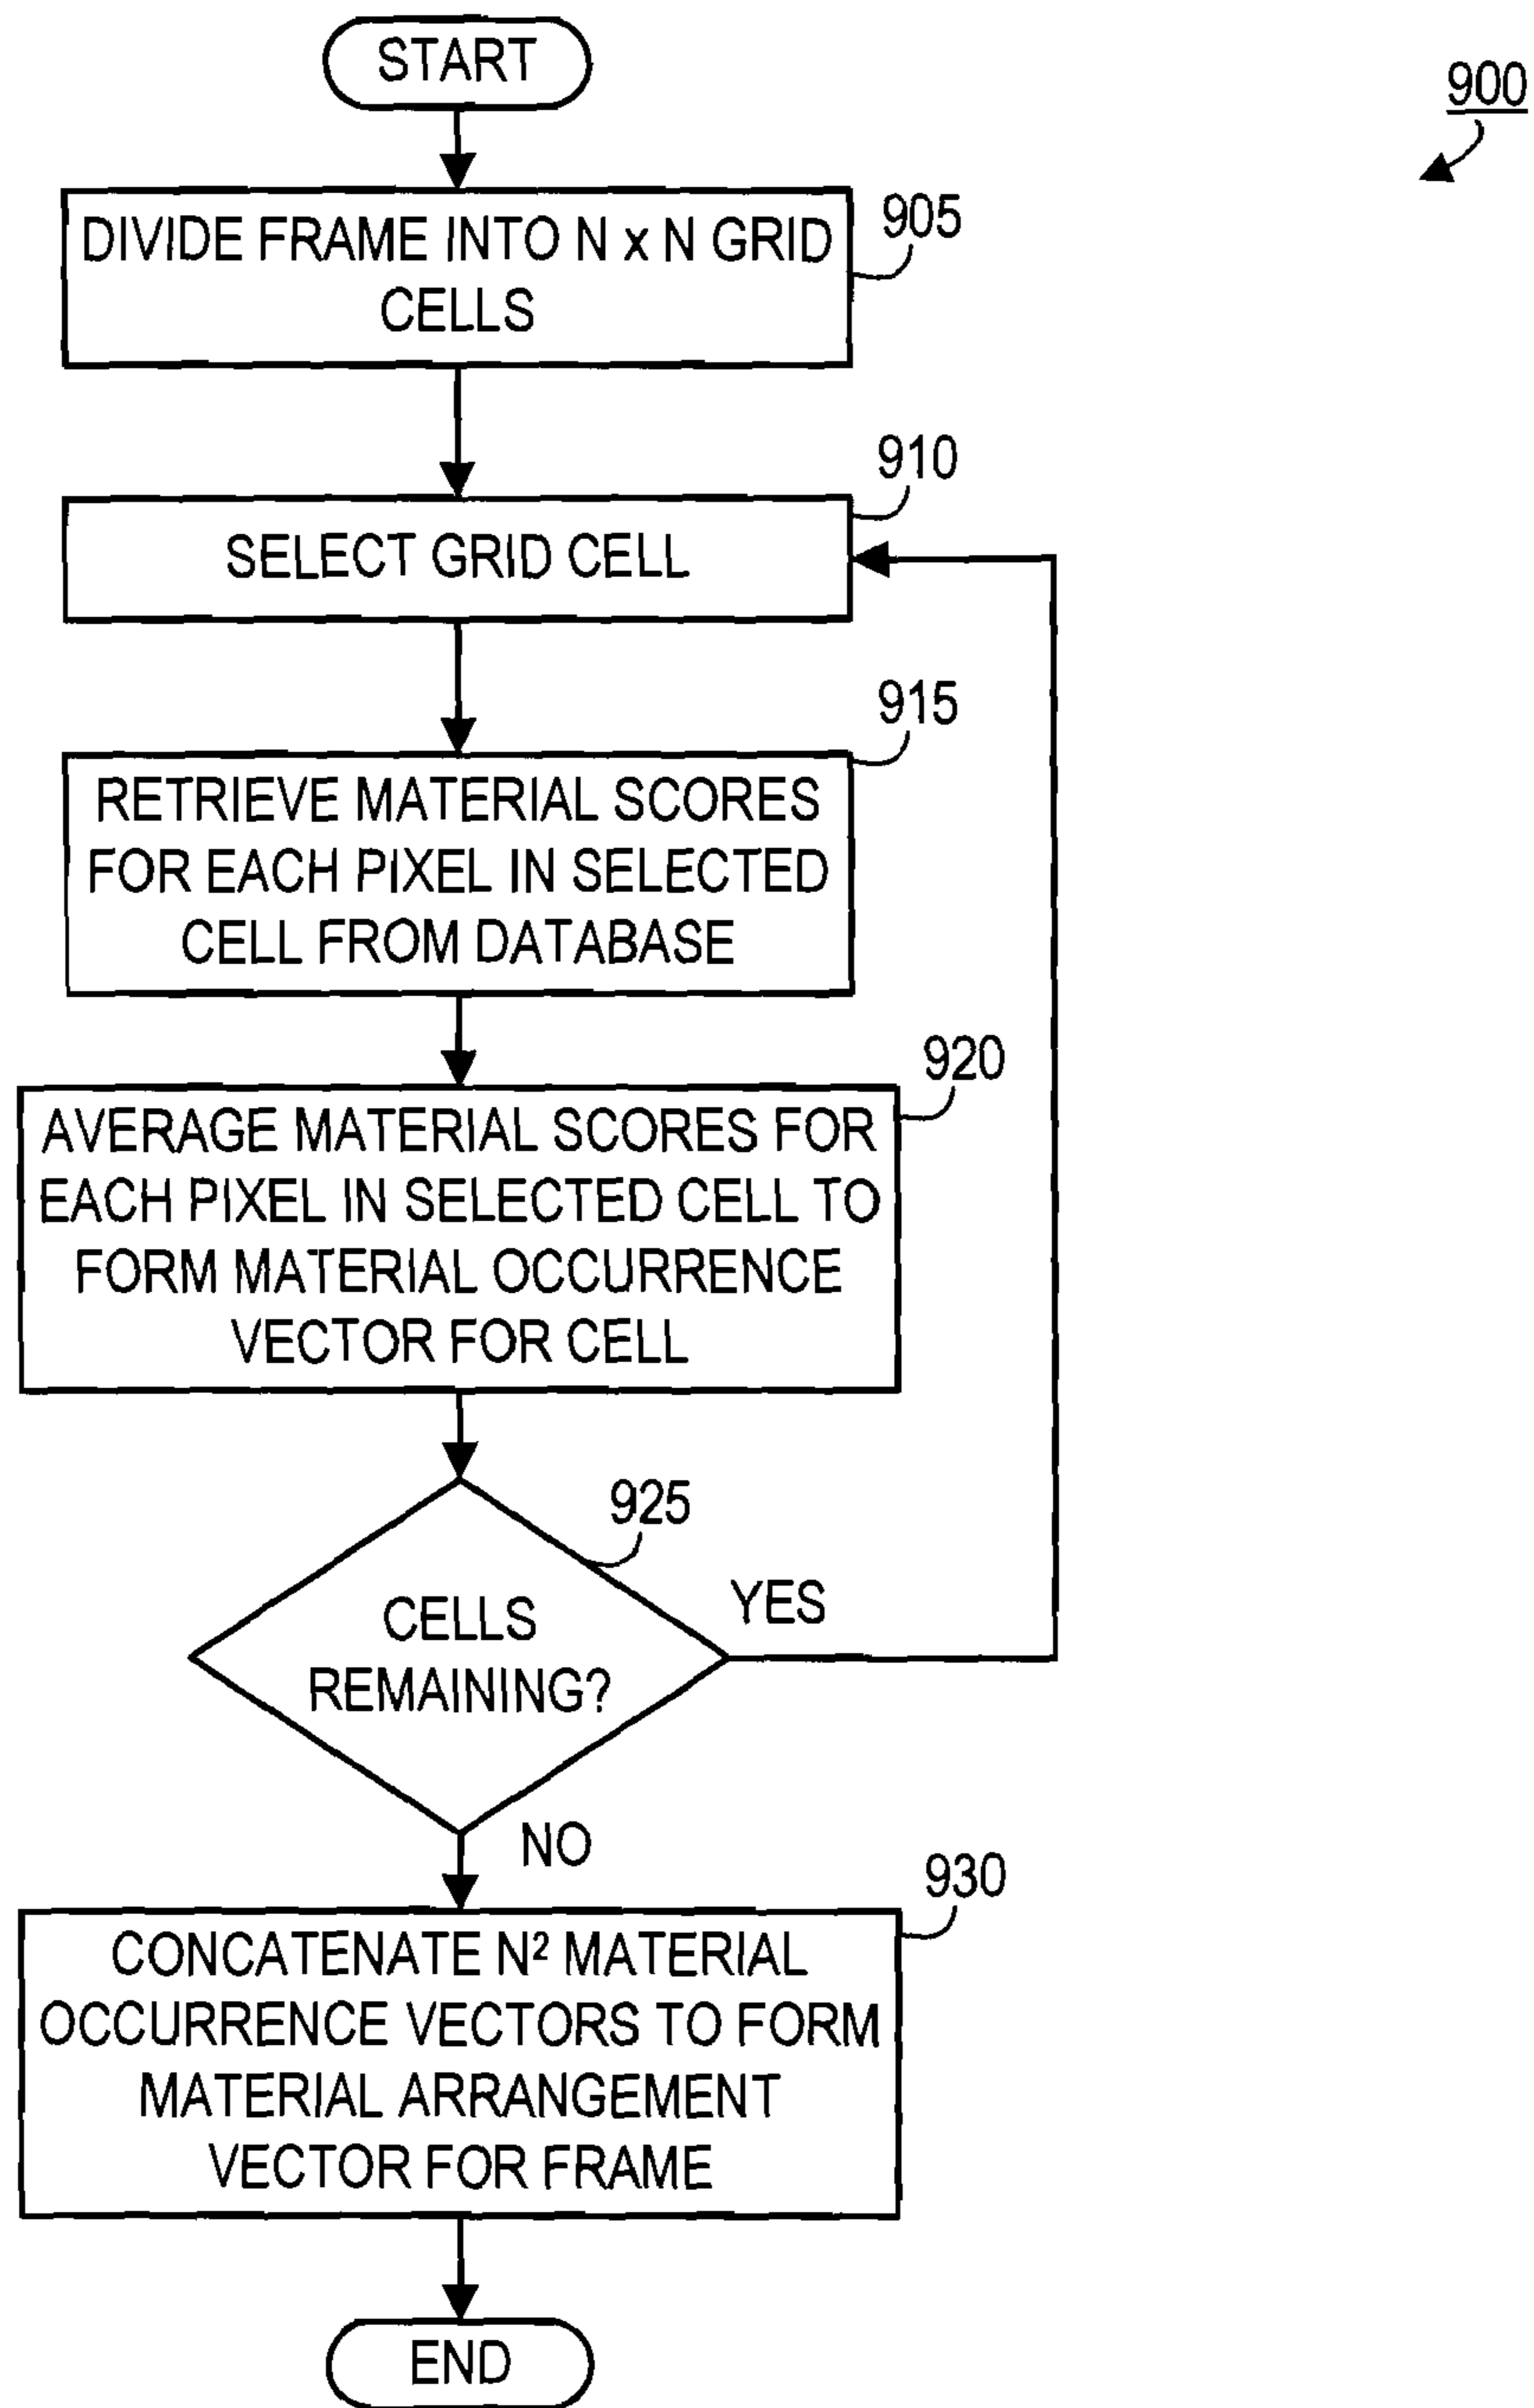 START
900
DIVIDE FRAME INTO N x N GRID
CELLS
905
910
SELECT GRID CELL
915
RETRIEVE MATERIAL SCORES
FOR EACH PIXEL IN SELECTED
CELL FROM DATABASE
920
AVERAGE MATERIAL SCORES FOR
EACH PIXEL IN SELECTED CELL TO
FORM MATERIAL OCCURRENCE
VECTOR FOR CELL
925
CELLS
REMAINING?
YES
NO
930
CONCATENATE N² MATERIAL
OCCURRENCE VECTORS TO FORM
MATERIAL ARRANGEMENT
VECTOR FOR FRAME
END